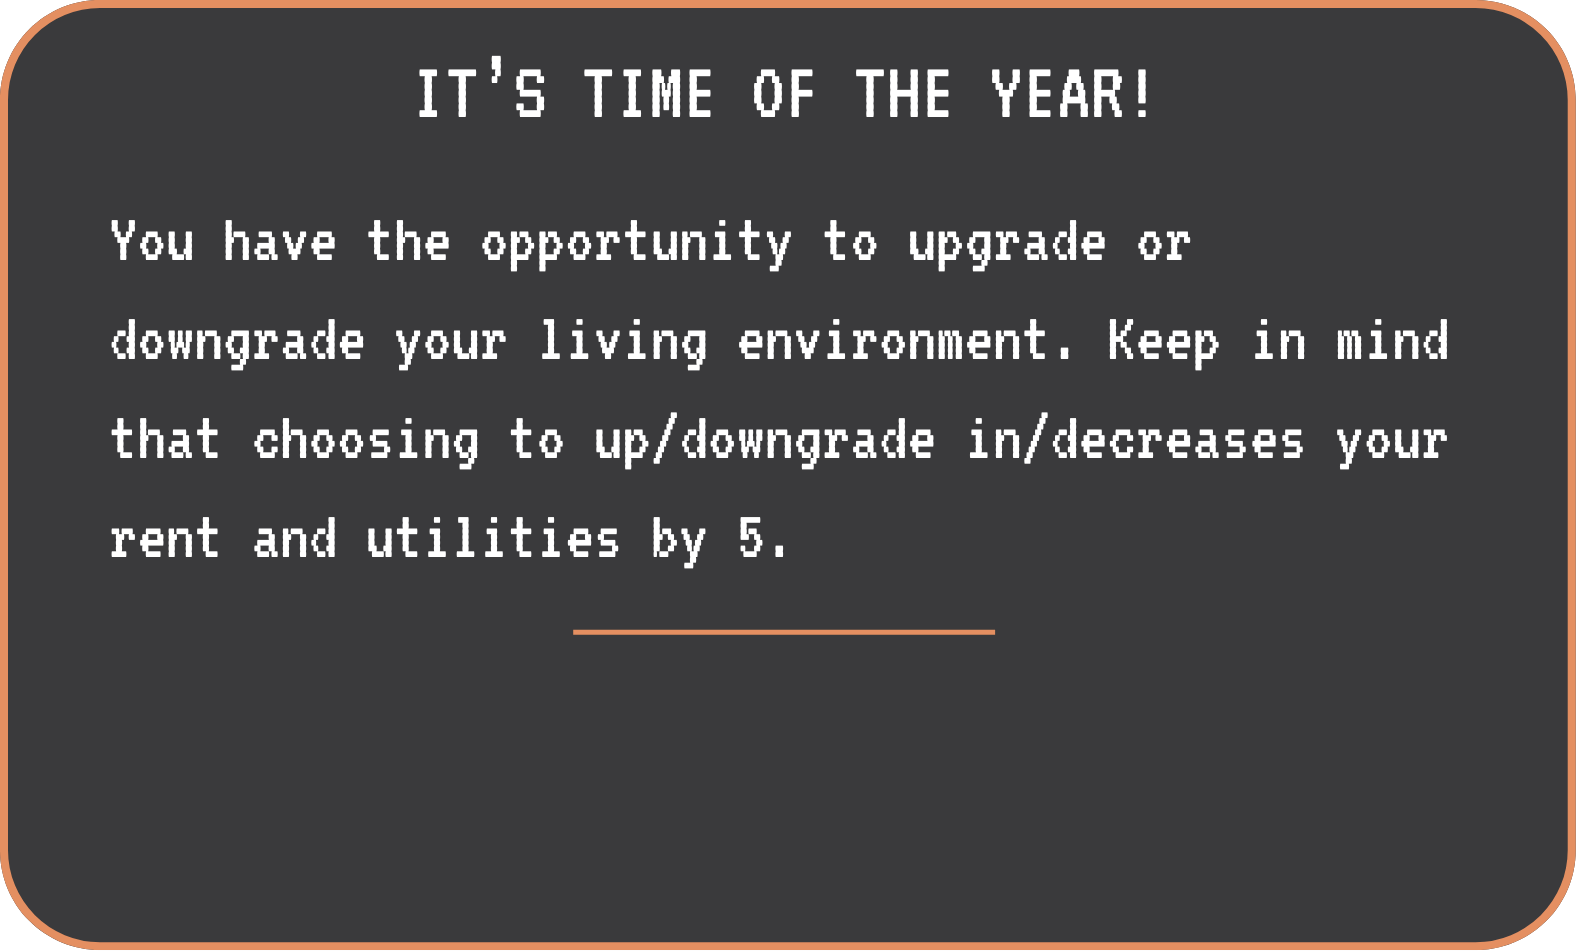 IT'S TIME OF THE YEAR!
You have the opportunity to upgrade or
downgrade your living environment. Keep in mind
that choosing to up/downgrade in/decreases your
rent and utilities by 5.